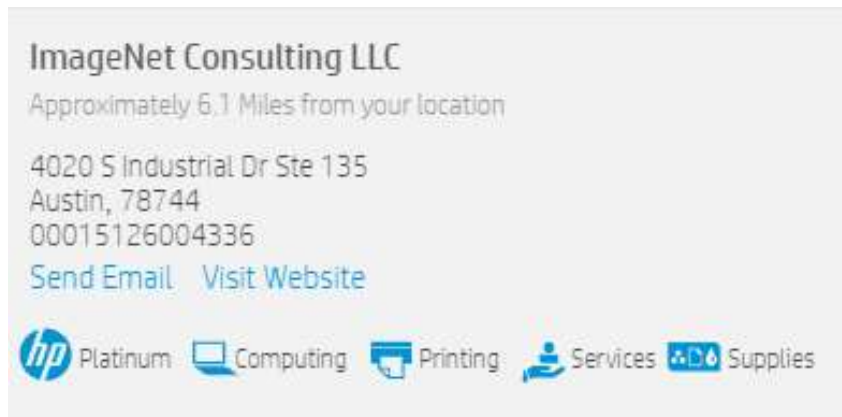 ImageNet Consulting LLC
Approximately 6.1 Miles from your location
4020 S Industrial Dr Ste 135
Austin, 78744
00015126004336
Send Email Visit Website
hp Platinum Computing Printing Services Supplies